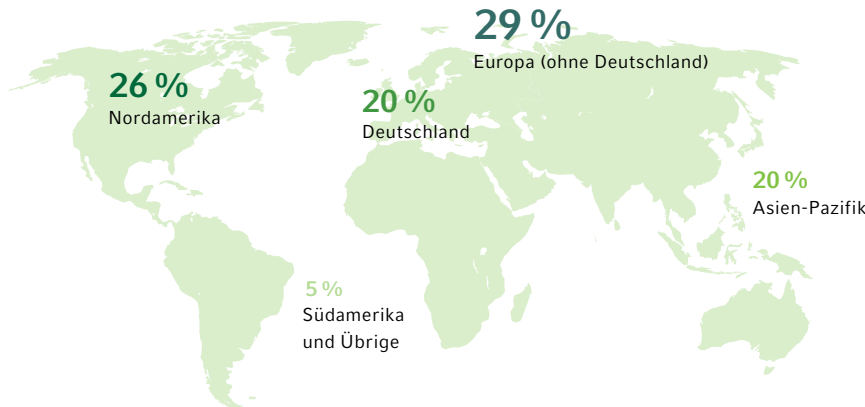 29 %
Europa (ohne Deutschland)
26 %
Nordamerika
20 %
Deutschland
20 %
Asien-Pazifik
5 %
Südamerika
und Übrige